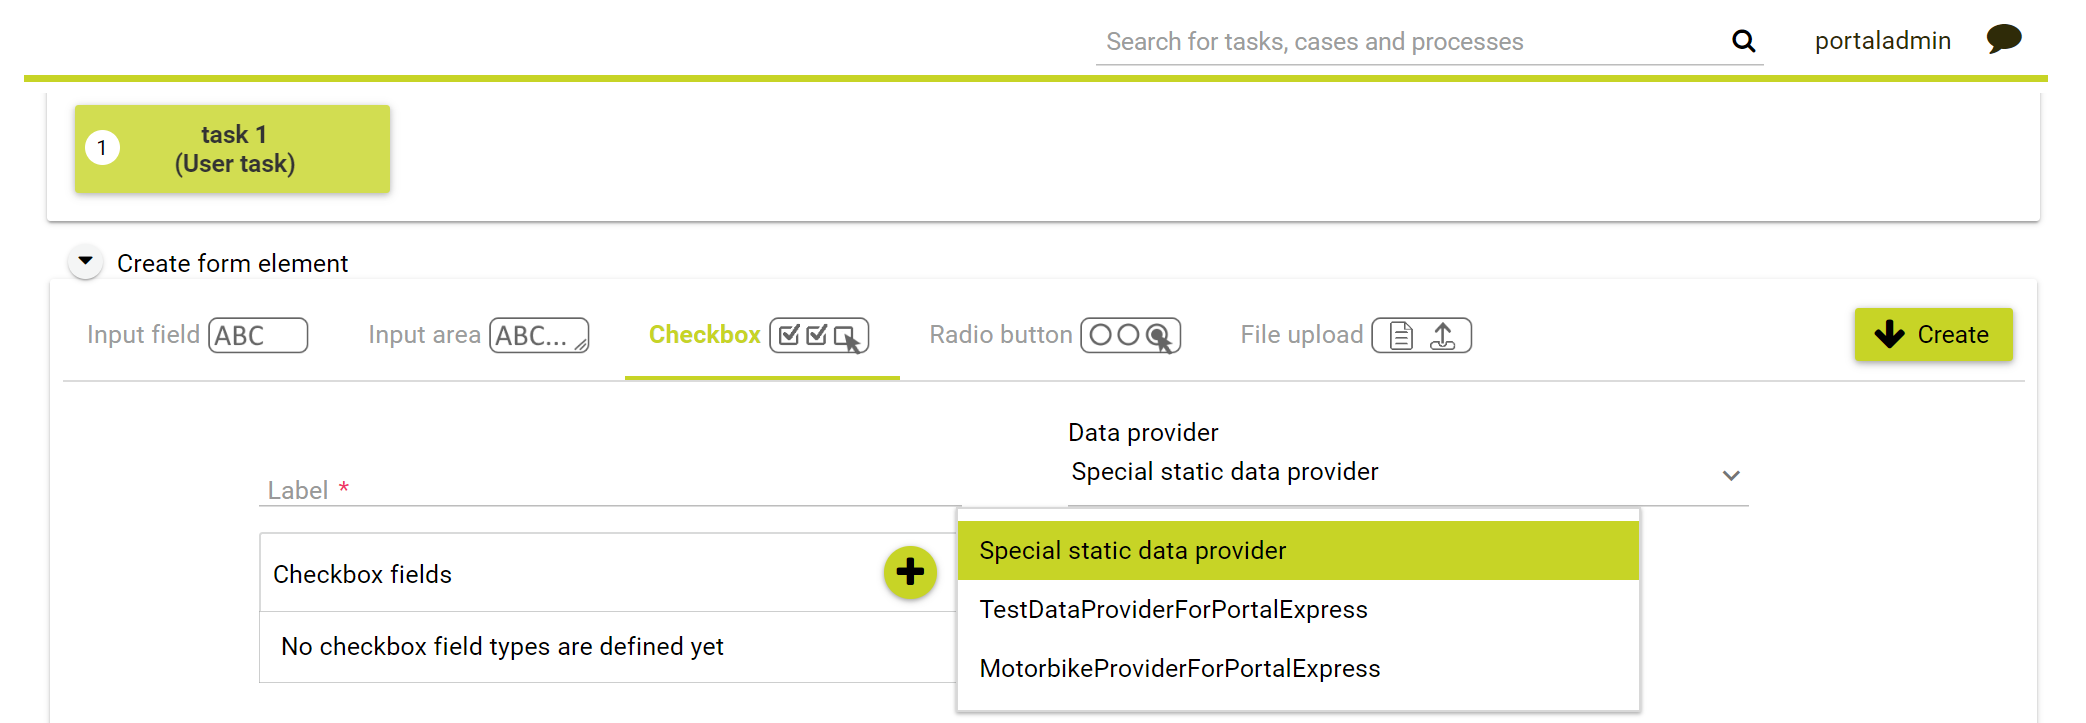 Search for tasks, cases and processes
portaladmin
1
task 1
(User task)
Create form element
Input field ABC
Input area ABC...
Checkbox
Radio button
File upload
Create
Data provider
Special static data provider
Label *
Special static data provider
Checkbox fields
TestDataProviderForPortalExpress
No checkbox field types are defined yet
MotorbikeProviderForPortalExpress